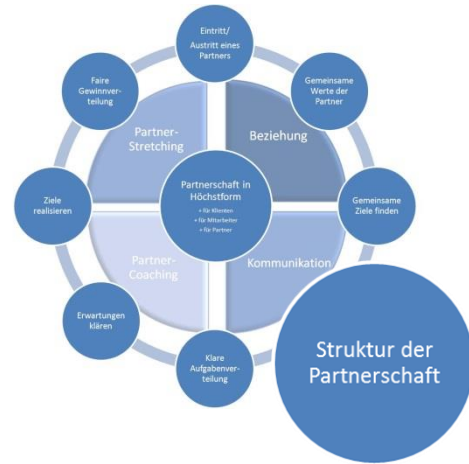 Eintritt/
Austritt eines
Partners
Faire
Gewinnver-
teilung
Gemeinsame
Werte der
Partner
Partner-
Stretching
Beziehung
Ziele
realisieren
Partnerschaft in
Höchstform
+ für Klienten
+ für Mitarbeiter
+ für Partner
Gemeinsame
Ziele finden
Partner-
Coaching
Kommunikation
Erwartungen
klären
Klare
Aufgabenver-
teilung
Struktur der
Partnerschaft